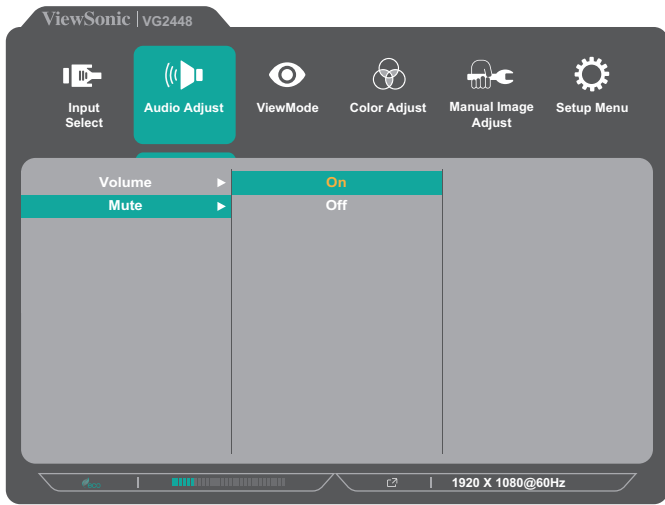 ViewSonic | VG2448
Input
Select
Audio Adjust
ViewMode
Color Adjust
Manual Image
Adjust
Setup Menu
Volume
On
Mute
Off
eco
1920 X 1080@60Hz